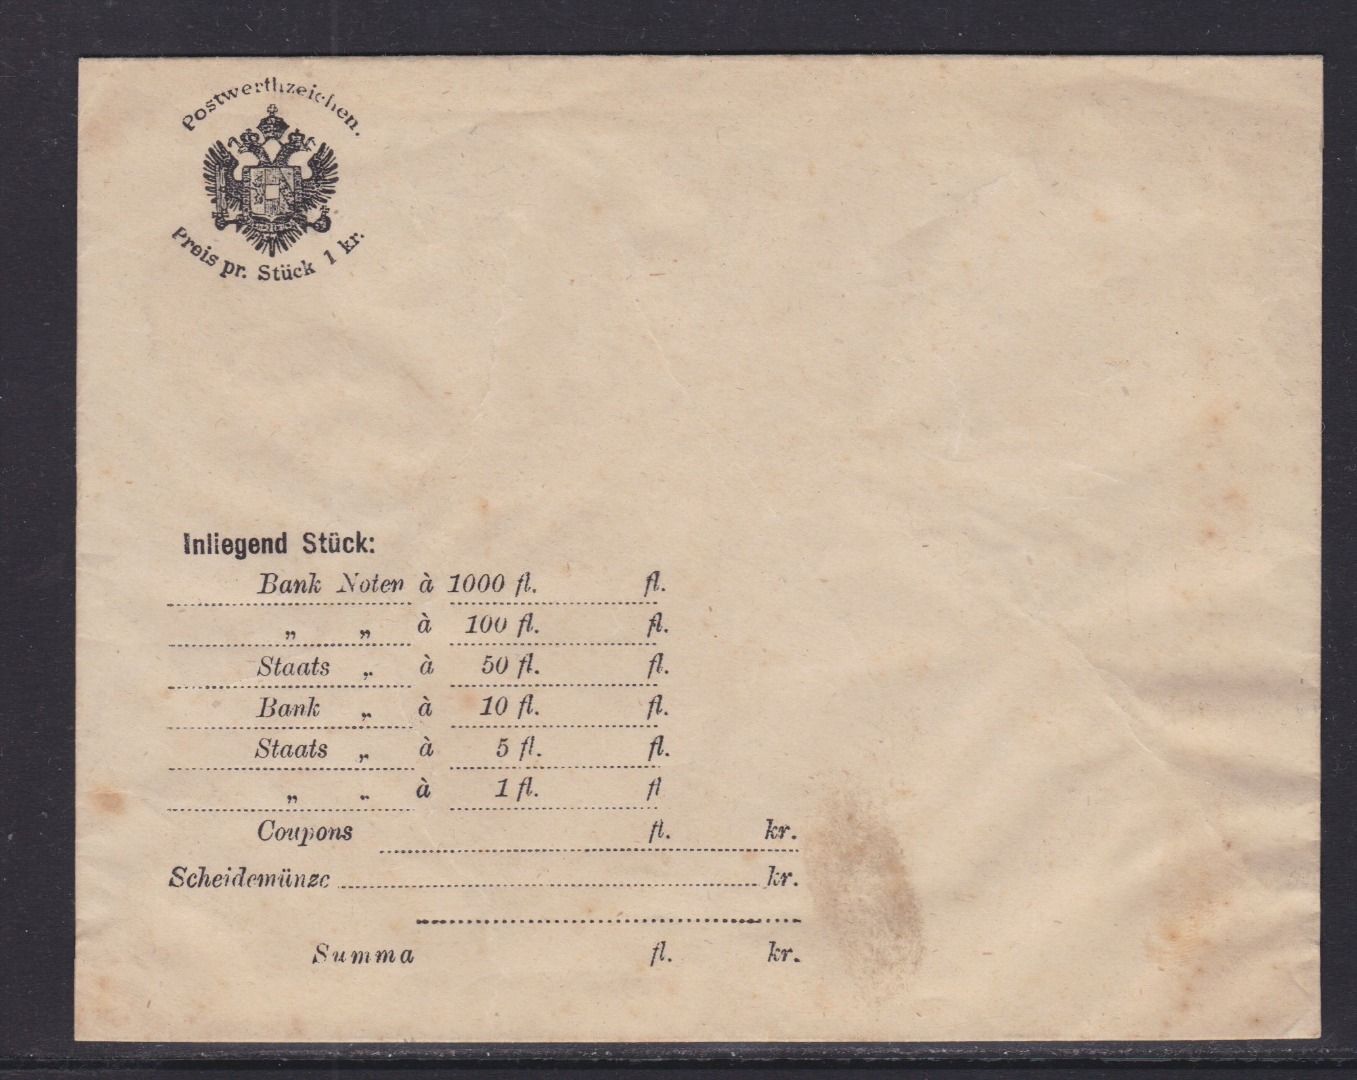 Postwerthzeichen.
Preis pr. Stück 1 kr.
Inliegend Stück:
Bank Noten à 1000 fl. fl.
„ „ à 100 fl. fl.
Staats „ à 50 fl. fl.
Bank „ à 10 fl. fl.
Staats „ à 5 fl. fl.
„ „ à 1 fl. fl
Coupons fl. kr.
Scheidemünze kr.
Summa fl. kr.